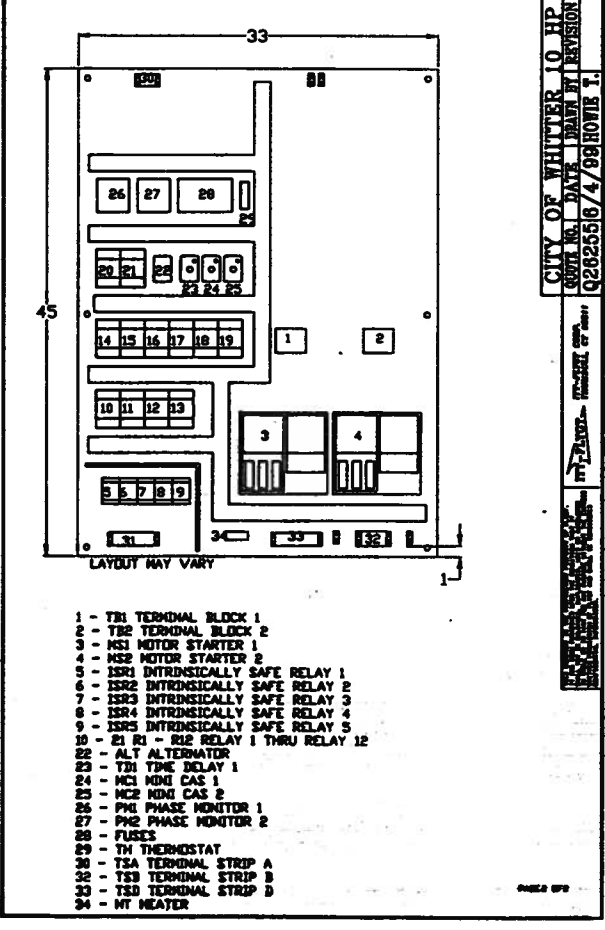 33
30
26 27 28
29
20 21 22
23 24 25
45
14 15 16 17 18 19 1 2
10 11 12 13
3 4
5 6 7 8 9
31 34 33 32
LAYOUT MAY VARY
1
1 - TB1 TERMINAL BLOCK 1
2 - TB2 TERMINAL BLOCK 2
3 - MS1 MOTOR STARTER 1
4 - MS2 MOTOR STARTER 2
5 - ISR1 INTRINSICALLY SAFE RELAY 1
6 - ISR2 INTRINSICALLY SAFE RELAY 2
7 - ISR3 INTRINSICALLY SAFE RELAY 3
8 - ISR4 INTRINSICALLY SAFE RELAY 4
9 - ISR5 INTRINSICALLY SAFE RELAY 5
10 - 21 R1 - R12 RELAY 1 THRU RELAY 12
22 - ALT ALTERNATOR
23 - TD1 TIME DELAY 1
24 - MC1 MINI CAS 1
25 - MC2 MINI CAS 2
26 - PM1 PHASE MONITOR 1
27 - PM2 PHASE MONITOR 2
28 - FUSES
29 - TH THERMOSTAT
30 - TSA TERMINAL STRIP A
32 - TSB TERMINAL STRIP B
33 - TSD TERMINAL STRIP D
34 - HT HEATER
CITY OF WHITTER 10 HP
QUOTE NO. DATE DRAWN BY REVISION
Q262556/4/99 HOWIE T.
ITT-FLYGT
ITT-FLYGT CORP.